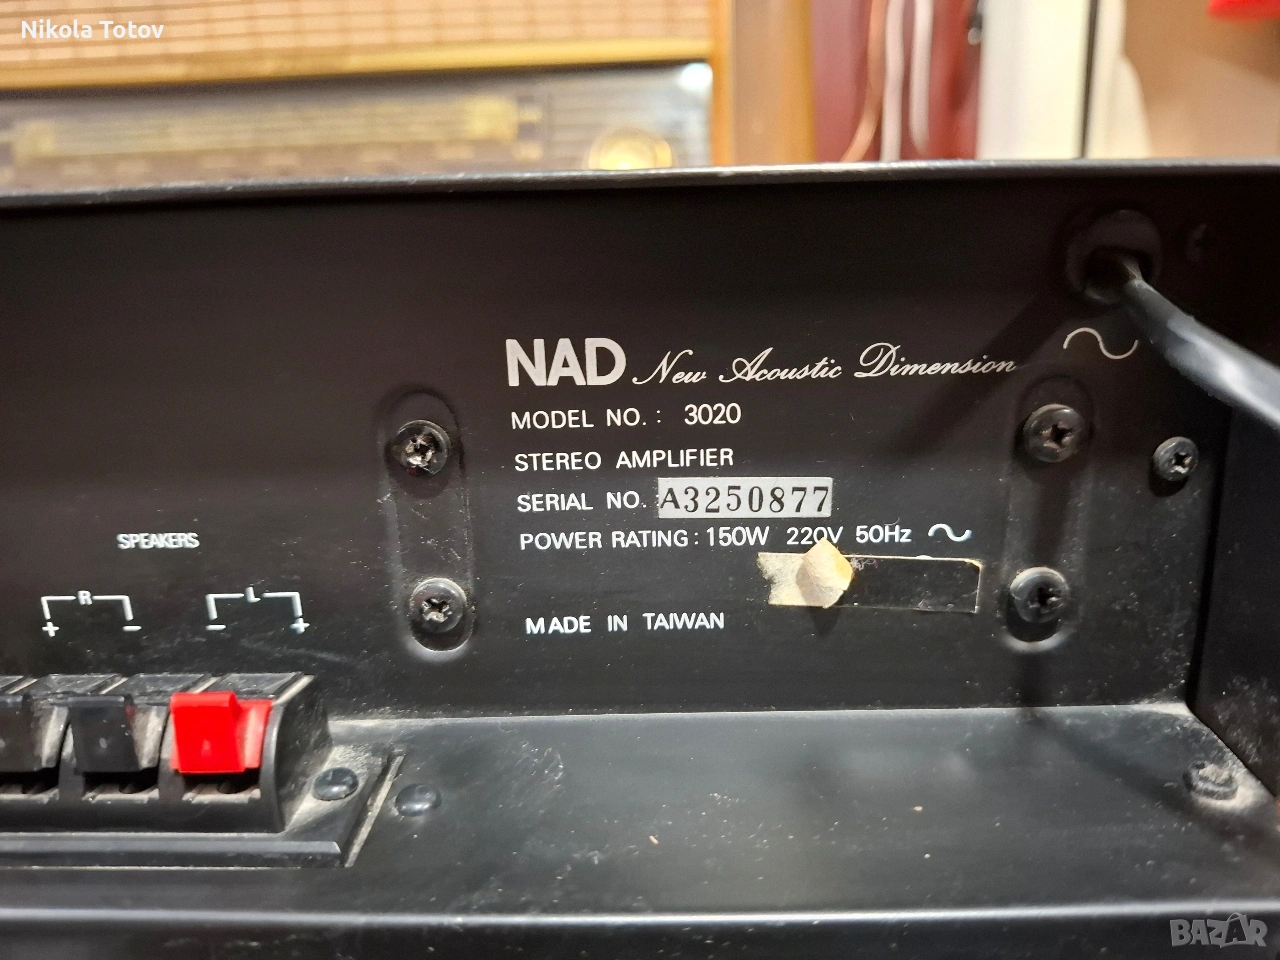 Nikola Totov
NAD New Acoustic Dimension
MODEL NO.: 3020
STEREO AMPLIFIER
SERIAL NO. A3250877
POWER RATING: 150W 220V 50Hz ~
MADE IN TAIWAN
SPEAKERS
R L
+ - - +
BAZAR